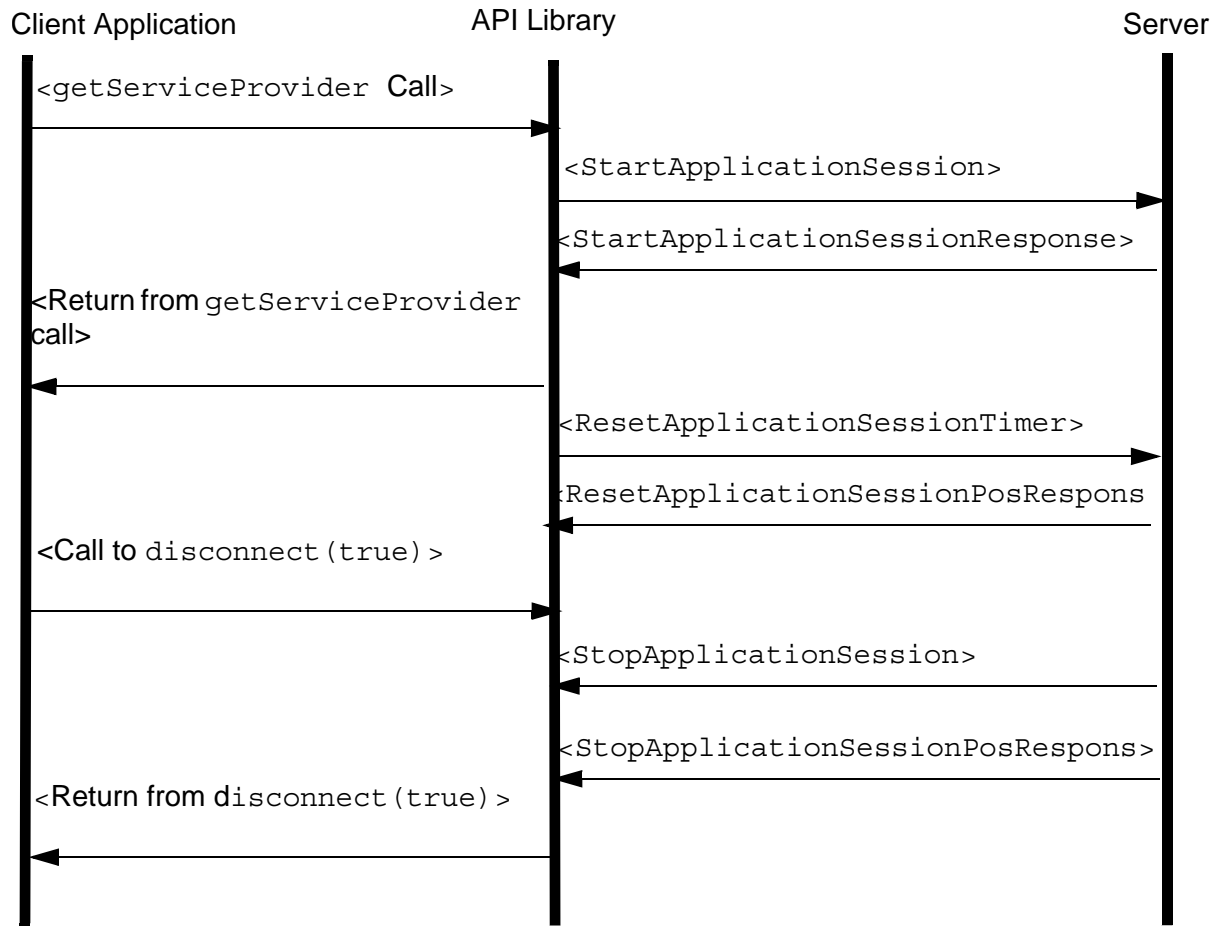 Client Application
API Library
Server
<getServiceProvider Call>
<StartApplicationSession>
<StartApplicationSessionResponse>
<Return from getServiceProvider
call>
<ResetApplicationSessionTimer>
<ResetApplicationSessionPosRespons
<Call to disconnect(true)>
<StopApplicationSession>
<StopApplicationSessionPosRespons>
<Return from disconnect(true)>